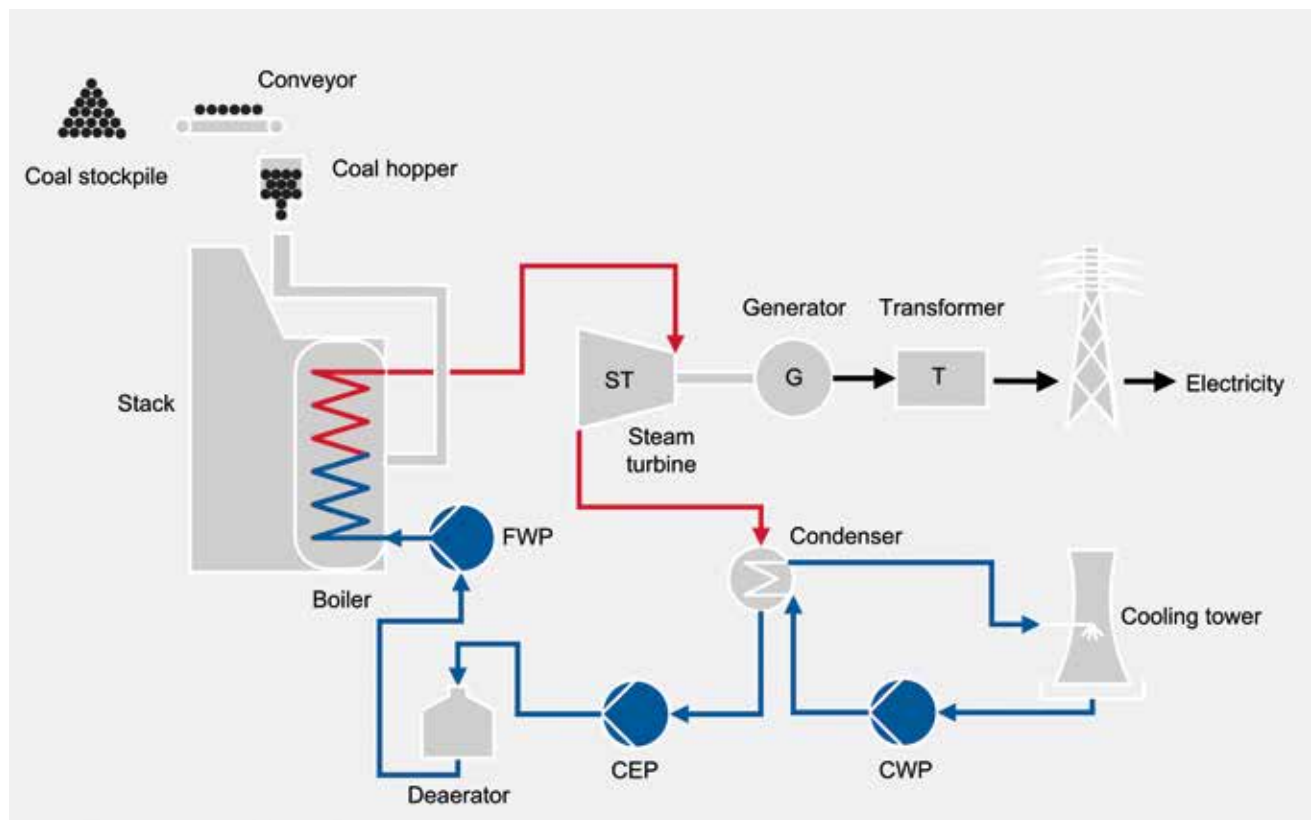 Conveyor
Coal stockpile
Coal hopper
Generator
Transformer
Stack
ST
G
T
Electricity
Steam
turbine
FWP
Condenser
Boiler
Cooling tower
CEP
CWP
Deaerator